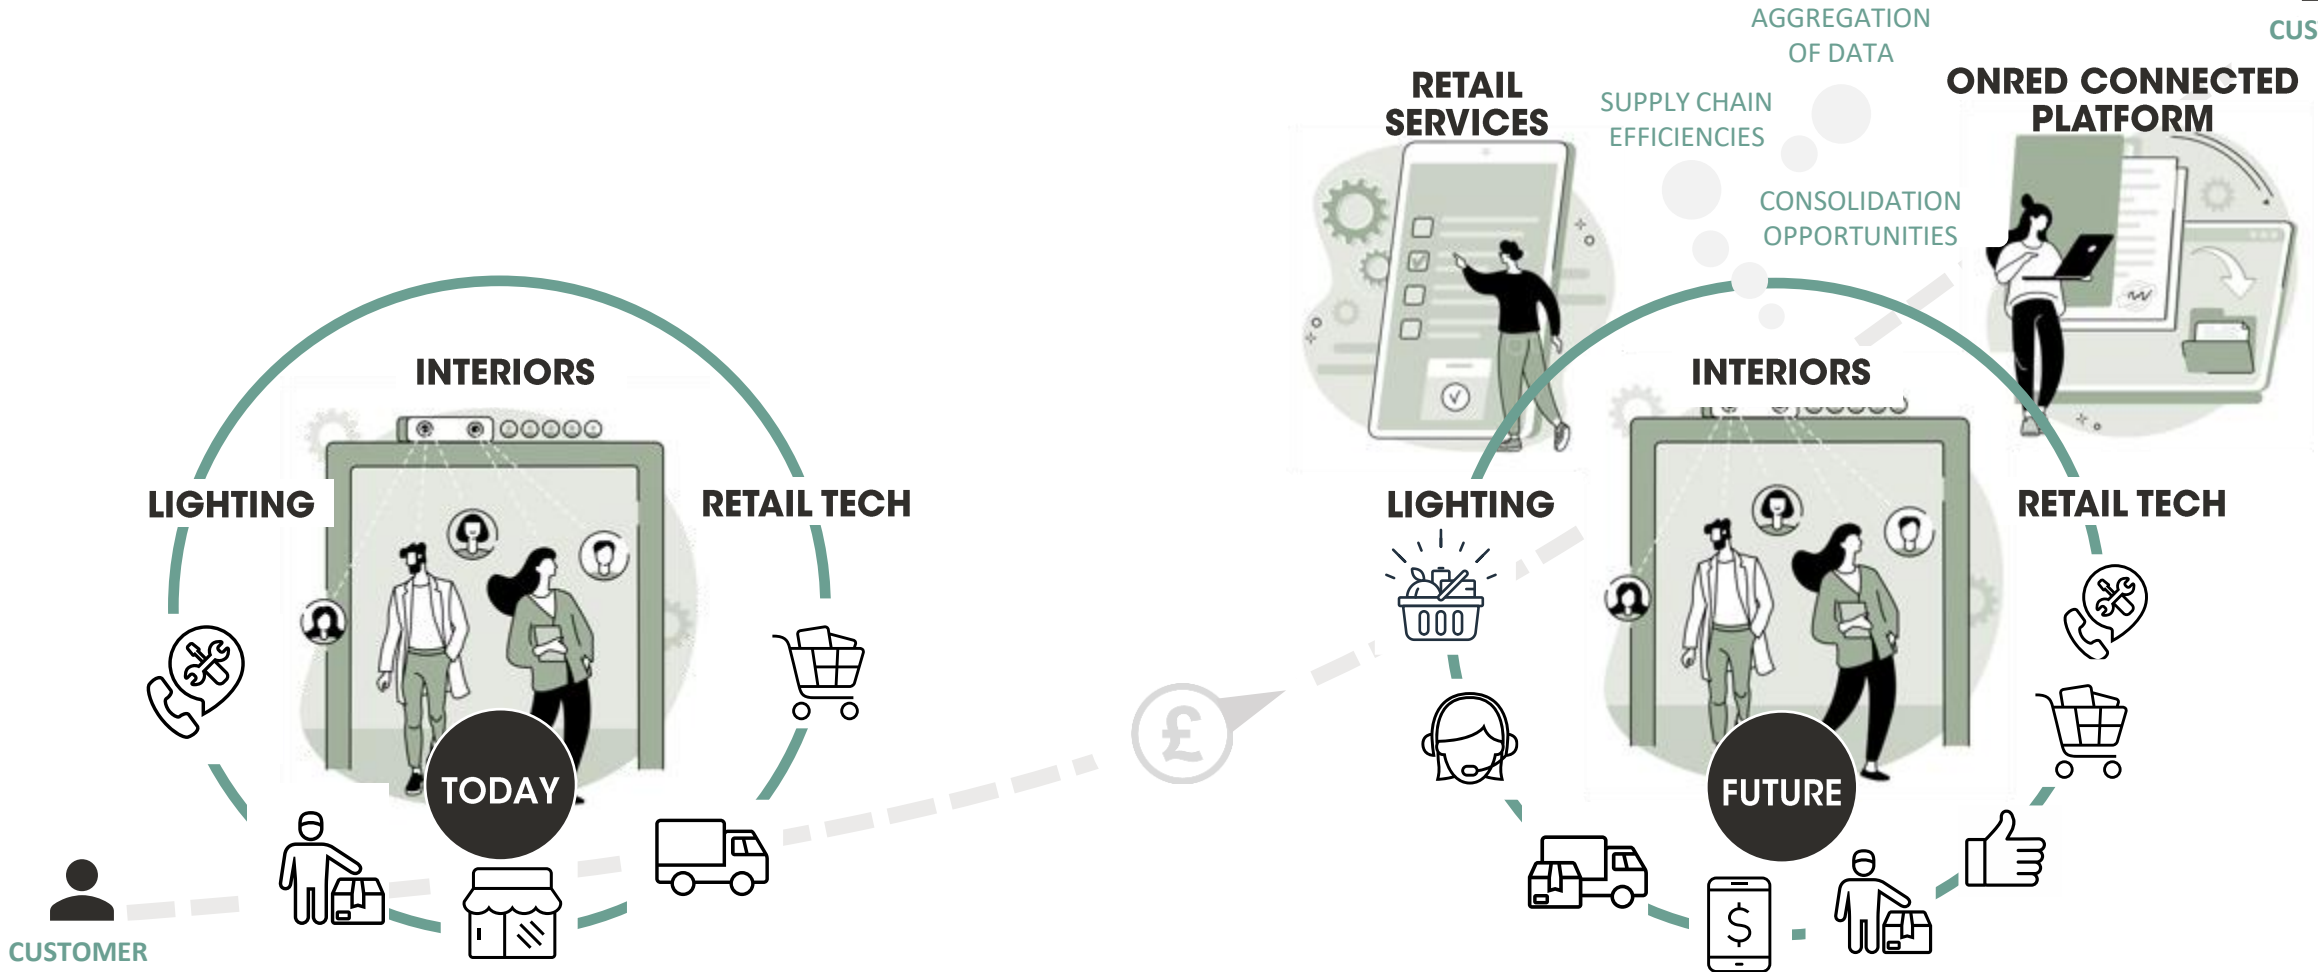 AGGREGATION
OF DATA
CUS
RETAIL
SERVICES
SUPPLY CHAIN
EFFICIENCIES
ONRED CONNECTED
PLATFORM
CONSOLIDATION
OPPORTUNITIES
INTERIORS
LIGHTING
RETAIL TECH
TODAY
CUSTOMER
£
INTERIORS
LIGHTING
RETAIL TECH
FUTURE
$